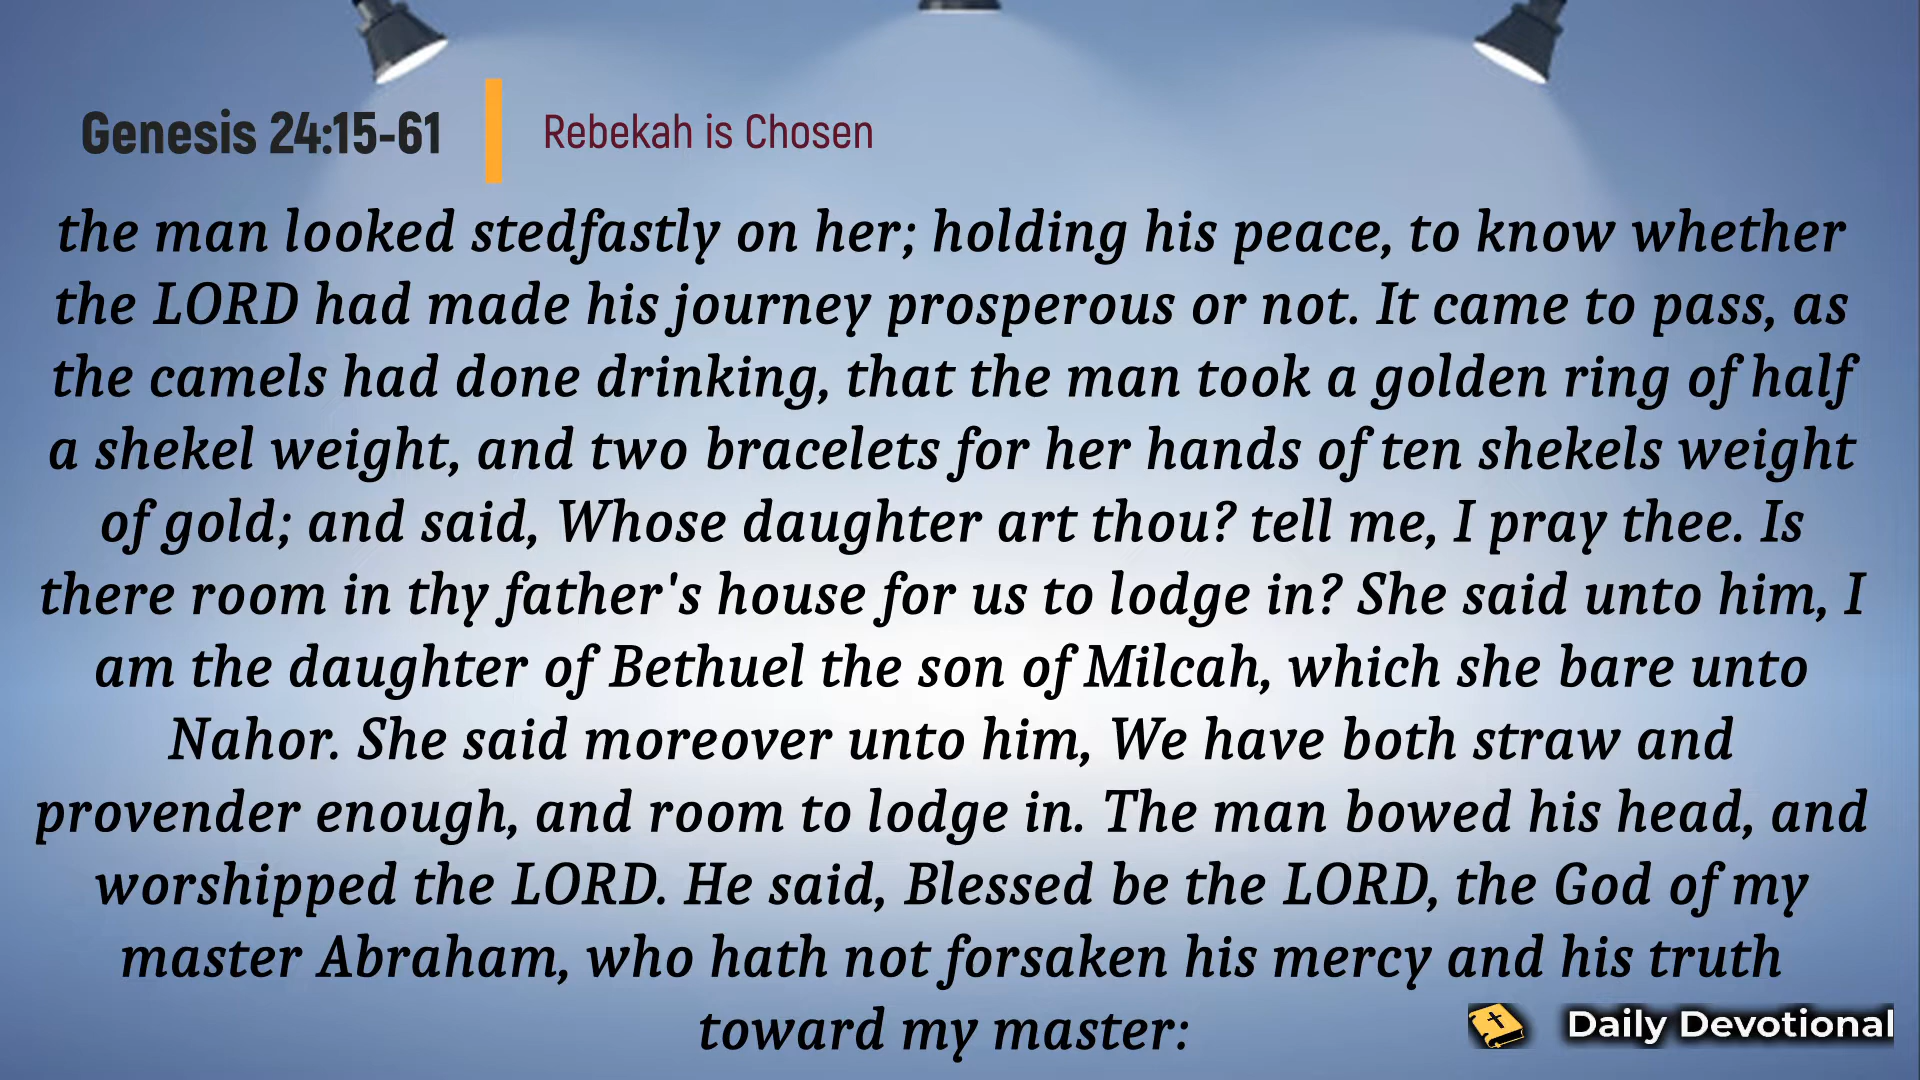 Genesis 24:15-61
Rebekah is Chosen
the man looked stedfastly on her; holding his peace, to know whether
the LORD had made his journey prosperous or not. It came to pass, as
the camels had done drinking, that the man took a golden ring of half
a shekel weight, and two bracelets for her hands of ten shekels weight
of gold; and said, Whose daughter art thou? tell me, I pray thee. Is
there room in thy father's house for us to lodge in? She said unto him, I
am the daughter of Bethuel the son of Milcah, which she bare unto
Nahor. She said moreover unto him, We have both straw and
provender enough, and room to lodge in. The man bowed his head, and
worshipped the LORD. He said, Blessed be the LORD, the God of my
master Abraham, who hath not forsaken his mercy and his truth
toward my master:
Daily Devotional